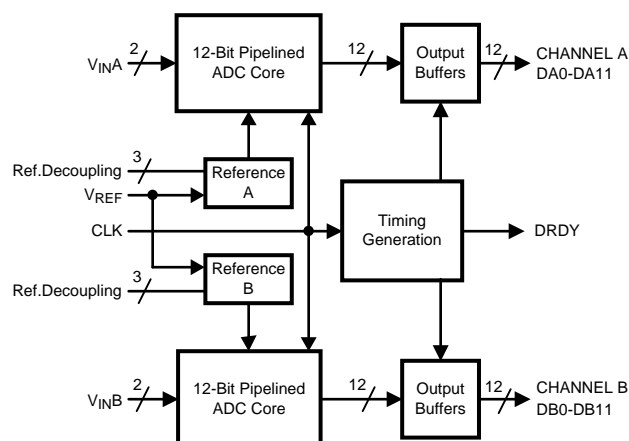 2
12-Bit Pipelined
ADC Core
12
Output
Buffers
12
CHANNEL A
DA0-DA11
VINA
Ref.Decoupling
3
Reference
A
VREF
CLK
Timing
Generation
DRDY
Reference
B
Ref.Decoupling
3
VINB
2
12-Bit Pipelined
ADC Core
12
Output
Buffers
12
CHANNEL B
DB0-DB11